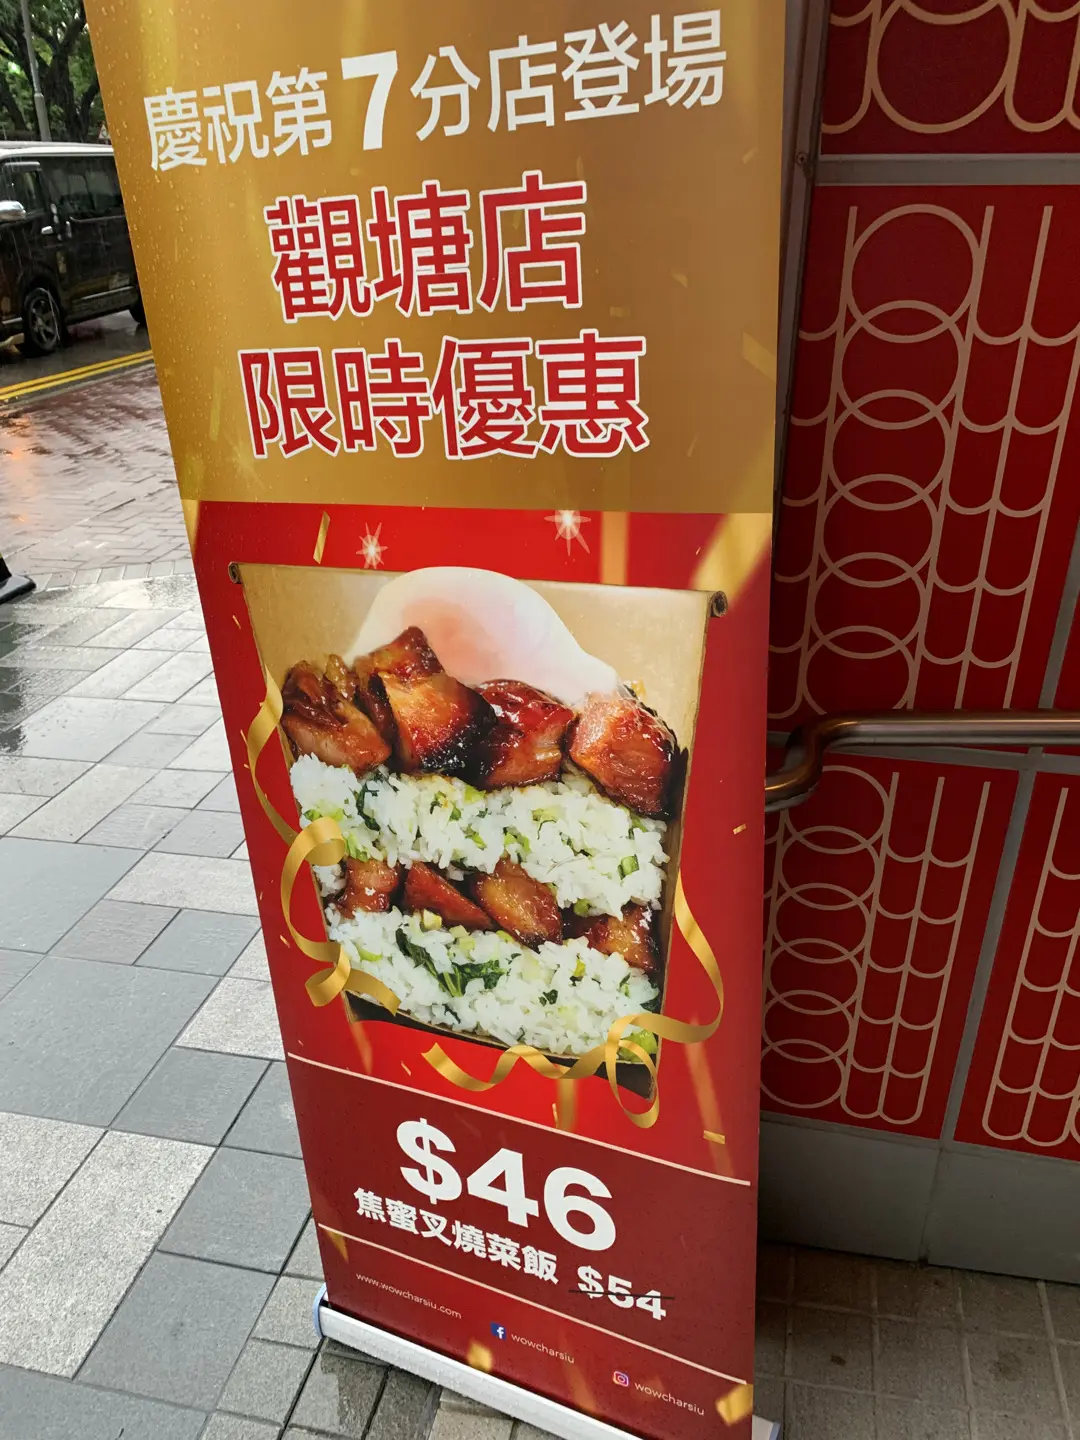 慶祝第7分店登場
觀塘店
限時優惠
$46
焦蜜叉燒菜飯 $54
www.wowcharsiu.com
wowcharsiu
wowcharsiu